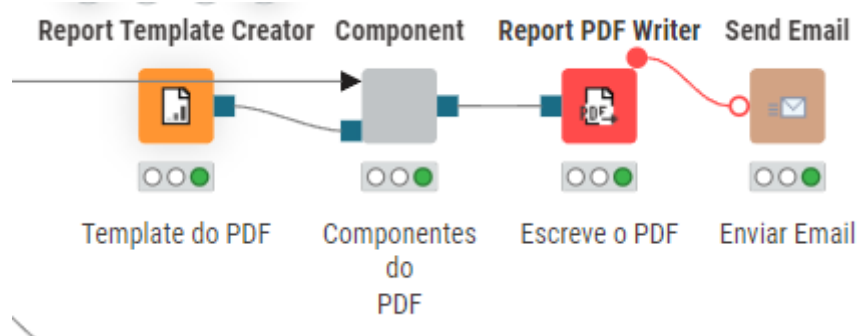 Report Template Creator
Component
Report PDF Writer
Send Email
PDF
Template do PDF
Componentes
do
PDF
Escreve o PDF
Enviar Email